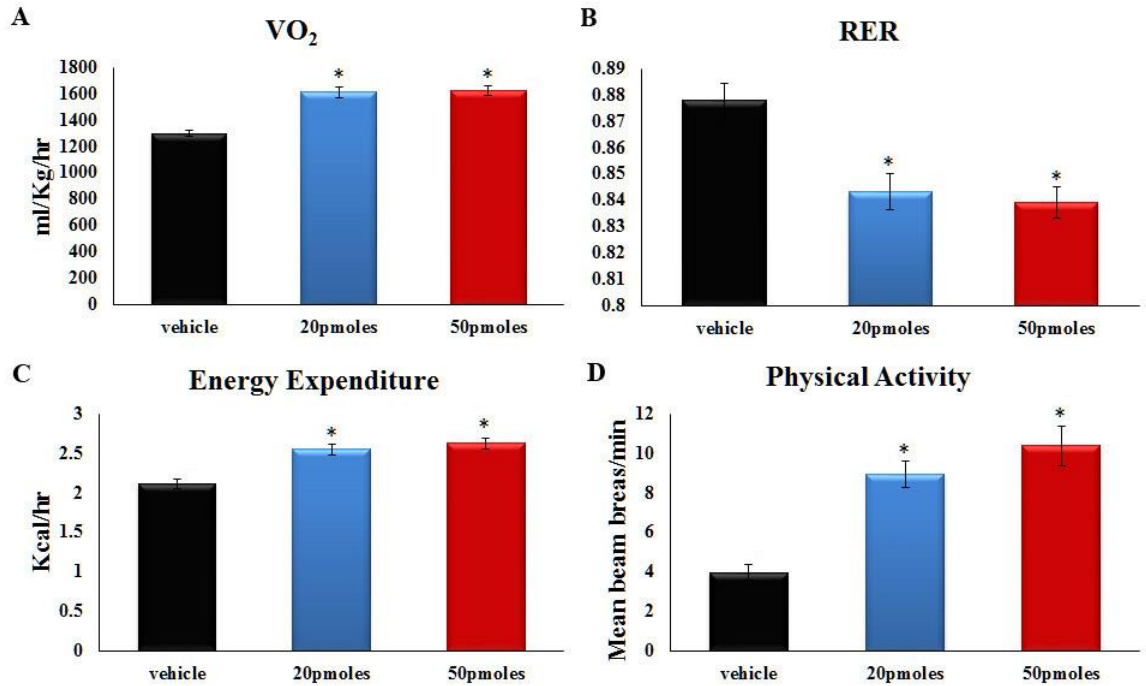 A
VO₂
ml/Kg/hr
1800
1600
1400
1200
1000
800
600
400
200
0
*
*
vehicle 20pmoles 50pmoles
B
RER
0.89
0.88
0.87
0.86
0.85
0.84
0.83
0.82
0.81
0.8
*
*
vehicle 20pmoles 50pmoles
C
Energy Expenditure
Kcal/hr
3
2.5
2
1.5
1
0.5
0
*
*
vehicle 20pmoles 50pmoles
D
Physical Activity
Mean beam breas/min
12
10
8
6
4
2
0
*
*
vehicle 20pmoles 50pmoles